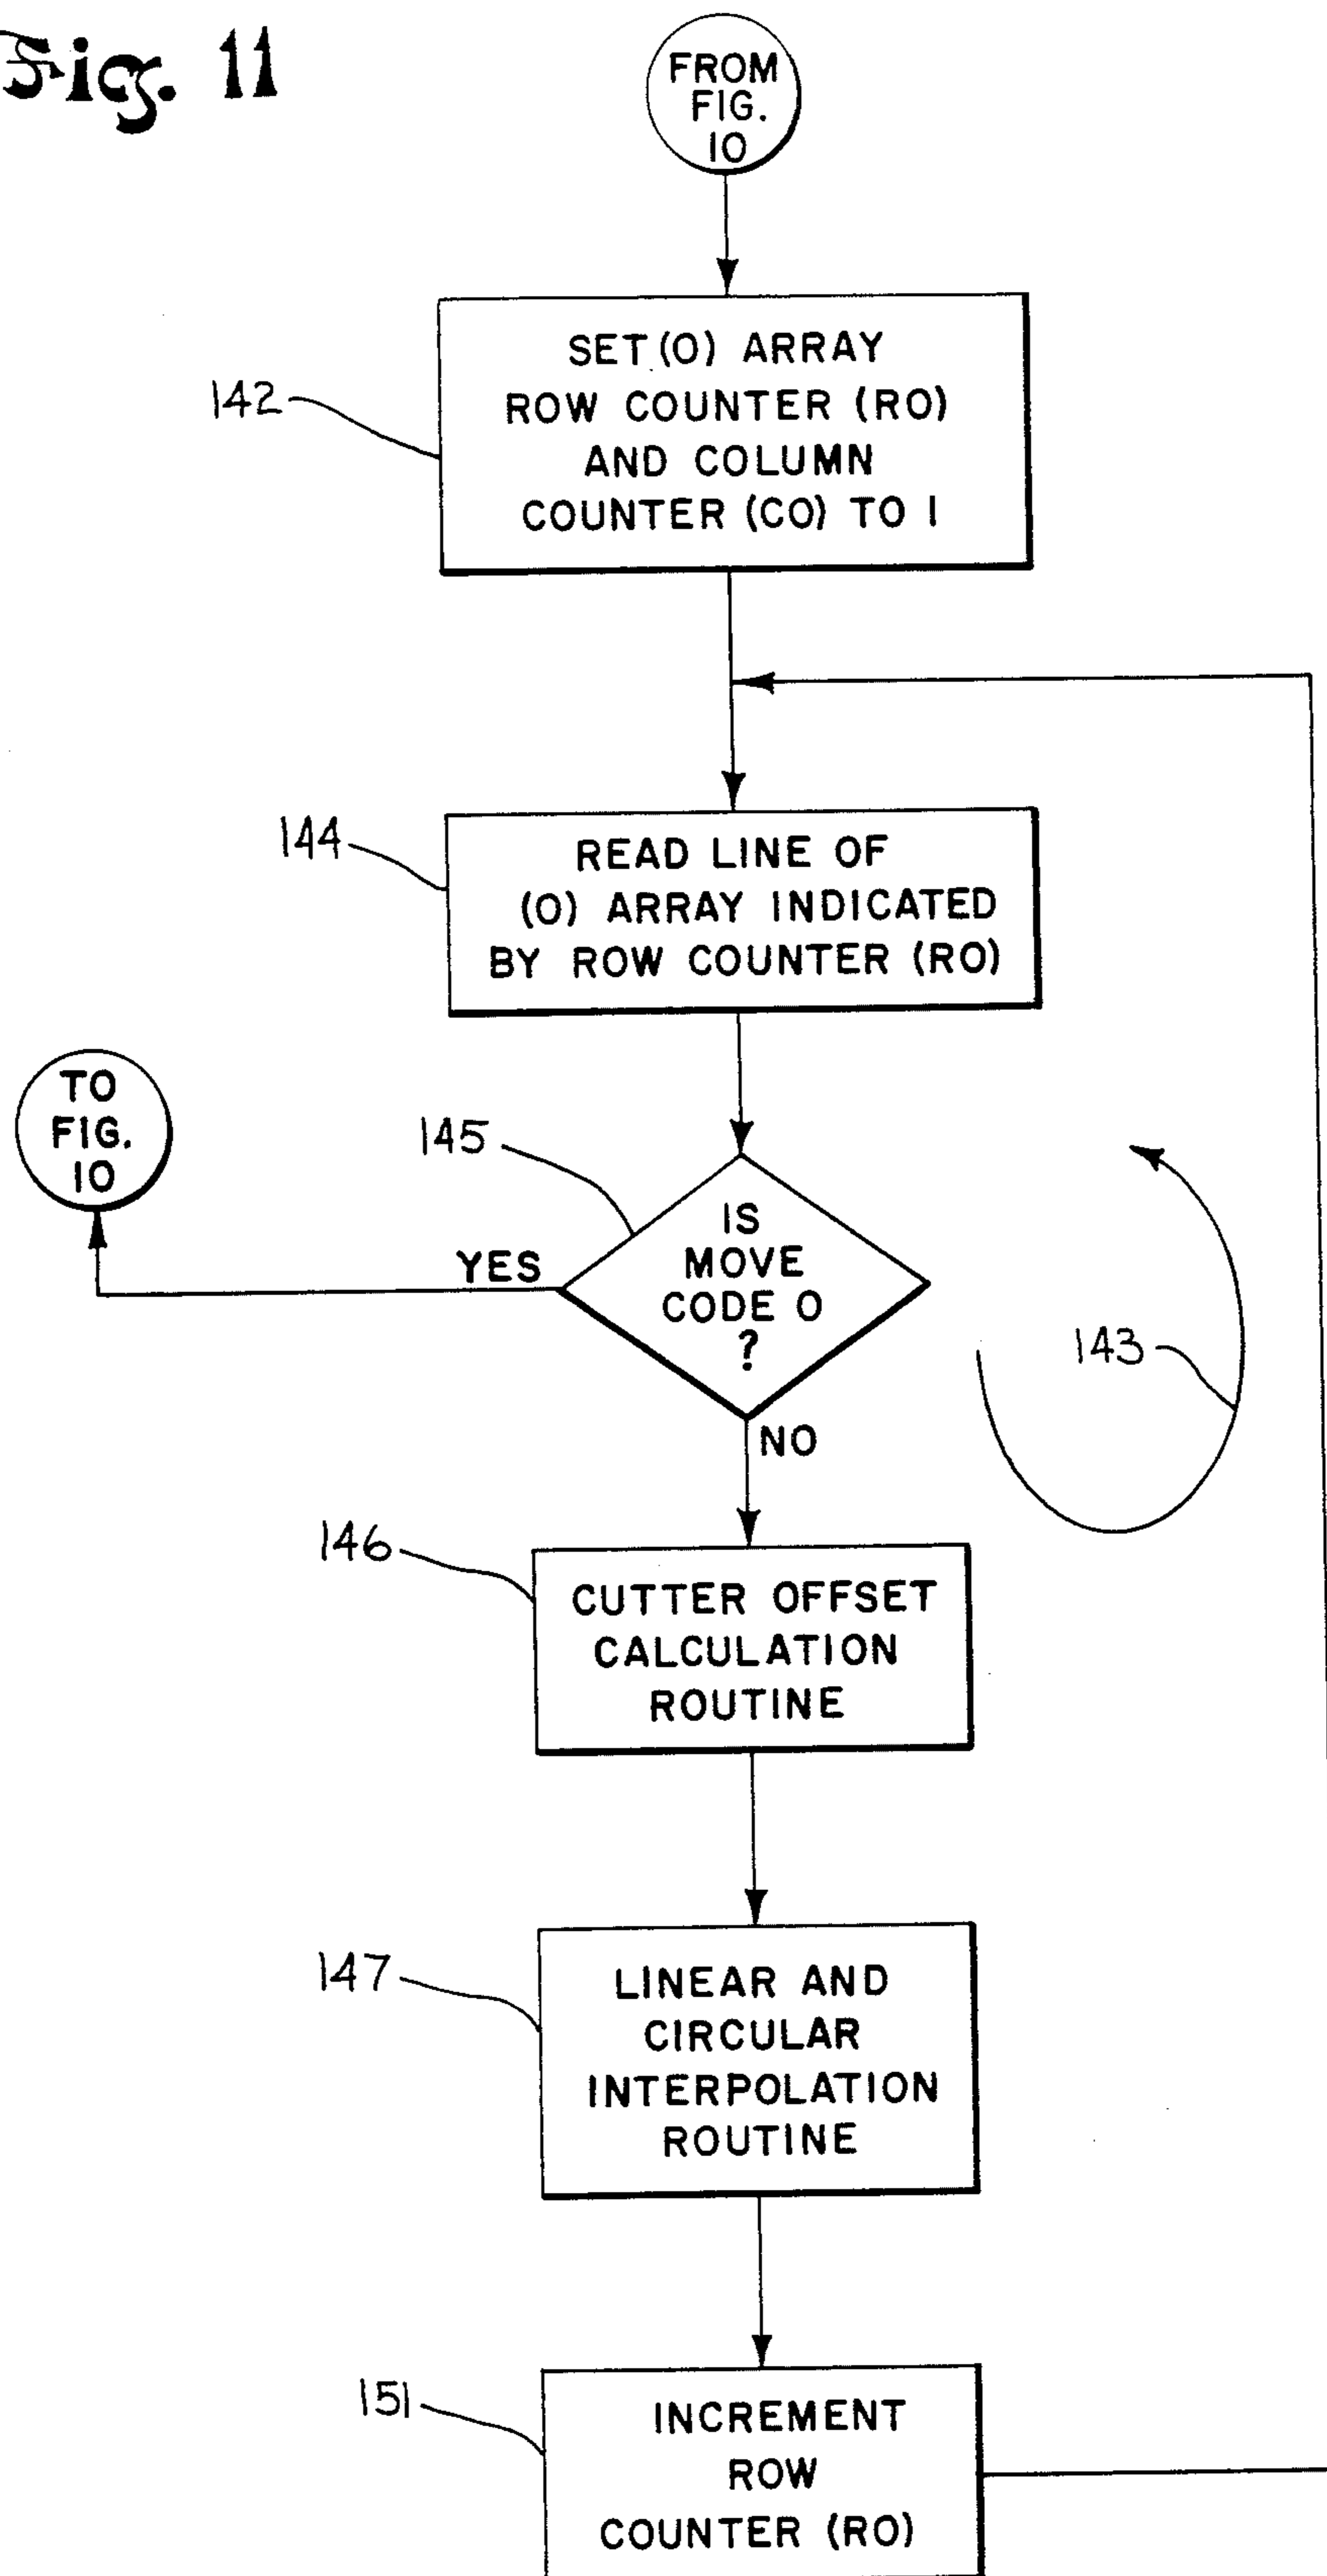 Fig. 11
FROM
FIG.
10
142
SET (O) ARRAY
ROW COUNTER (RO)
AND COLUMN
COUNTER (CO) TO 1
144
READ LINE OF
(O) ARRAY INDICATED
BY ROW COUNTER (RO)
TO
FIG.
10
145
IS
MOVE
CODE 0
?
YES
143
NO
146
CUTTER OFFSET
CALCULATION
ROUTINE
147
LINEAR AND
CIRCULAR
INTERPOLATION
ROUTINE
151
INCREMENT
ROW
COUNTER (RO)